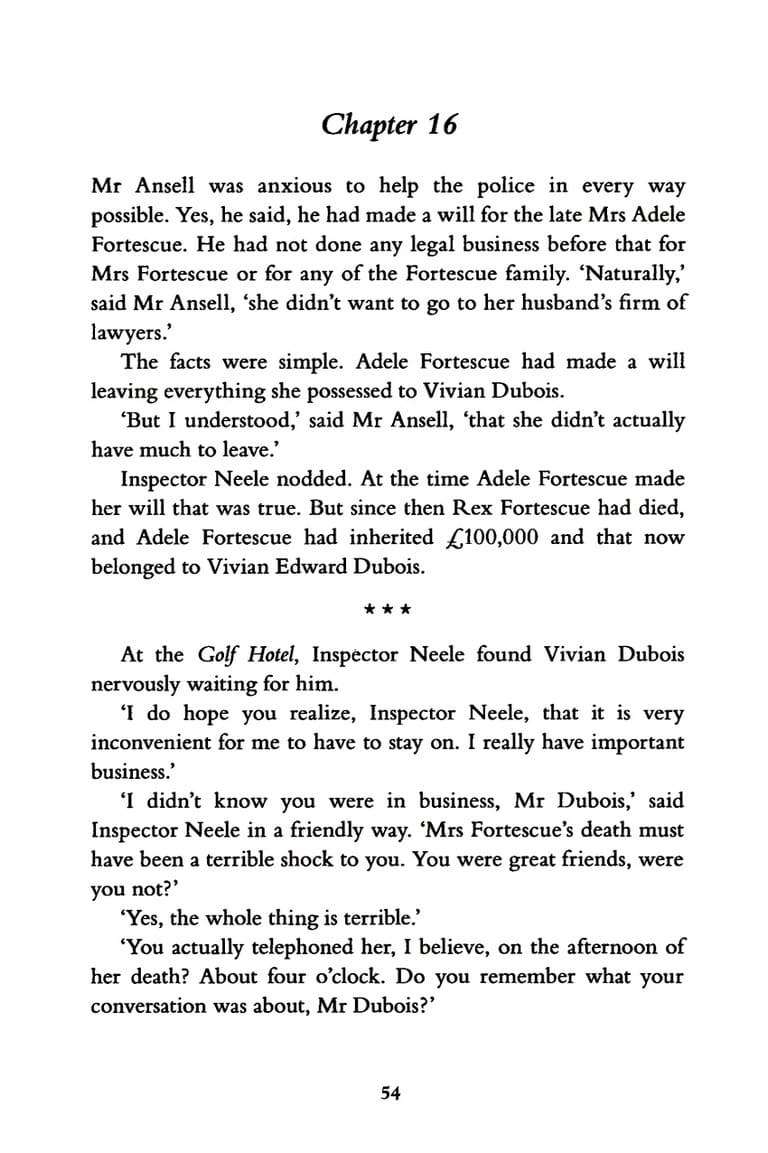 Chapter 16
Mr Ansell was anxious to help the police in every way
possible. Yes, he said, he had made a will for the late Mrs Adele
Fortescue. He had not done any legal business before that for
Mrs Fortescue or for any of the Fortescue family. ‘Naturally,’
said Mr Ansell, ‘she didn’t want to go to her husband’s firm of
lawyers.’
The facts were simple. Adele Fortescue had made a will
leaving everything she possessed to Vivian Dubois.
‘But I understood,’ said Mr Ansell, ‘that she didn’t actually
have much to leave.’
Inspector Neele nodded. At the time Adele Fortescue made
her will that was true. But since then Rex Fortescue had died,
and Adele Fortescue had inherited £100,000 and that now
belonged to Vivian Edward Dubois.
★ ★ ★
At the Golf Hotel, Inspector Neele found Vivian Dubois
nervously waiting for him.
‘I do hope you realize, Inspector Neele, that it is very
inconvenient for me to have to stay on. I really have important
business.’
‘I didn’t know you were in business, Mr Dubois,’ said
Inspector Neele in a friendly way. ‘Mrs Fortescue’s death must
have been a terrible shock to you. You were great friends, were
you not?’
‘Yes, the whole thing is terrible.’
‘You actually telephoned her, I believe, on the afternoon of
her death? About four o’clock. Do you remember what your
conversation was about, Mr Dubois?’
54